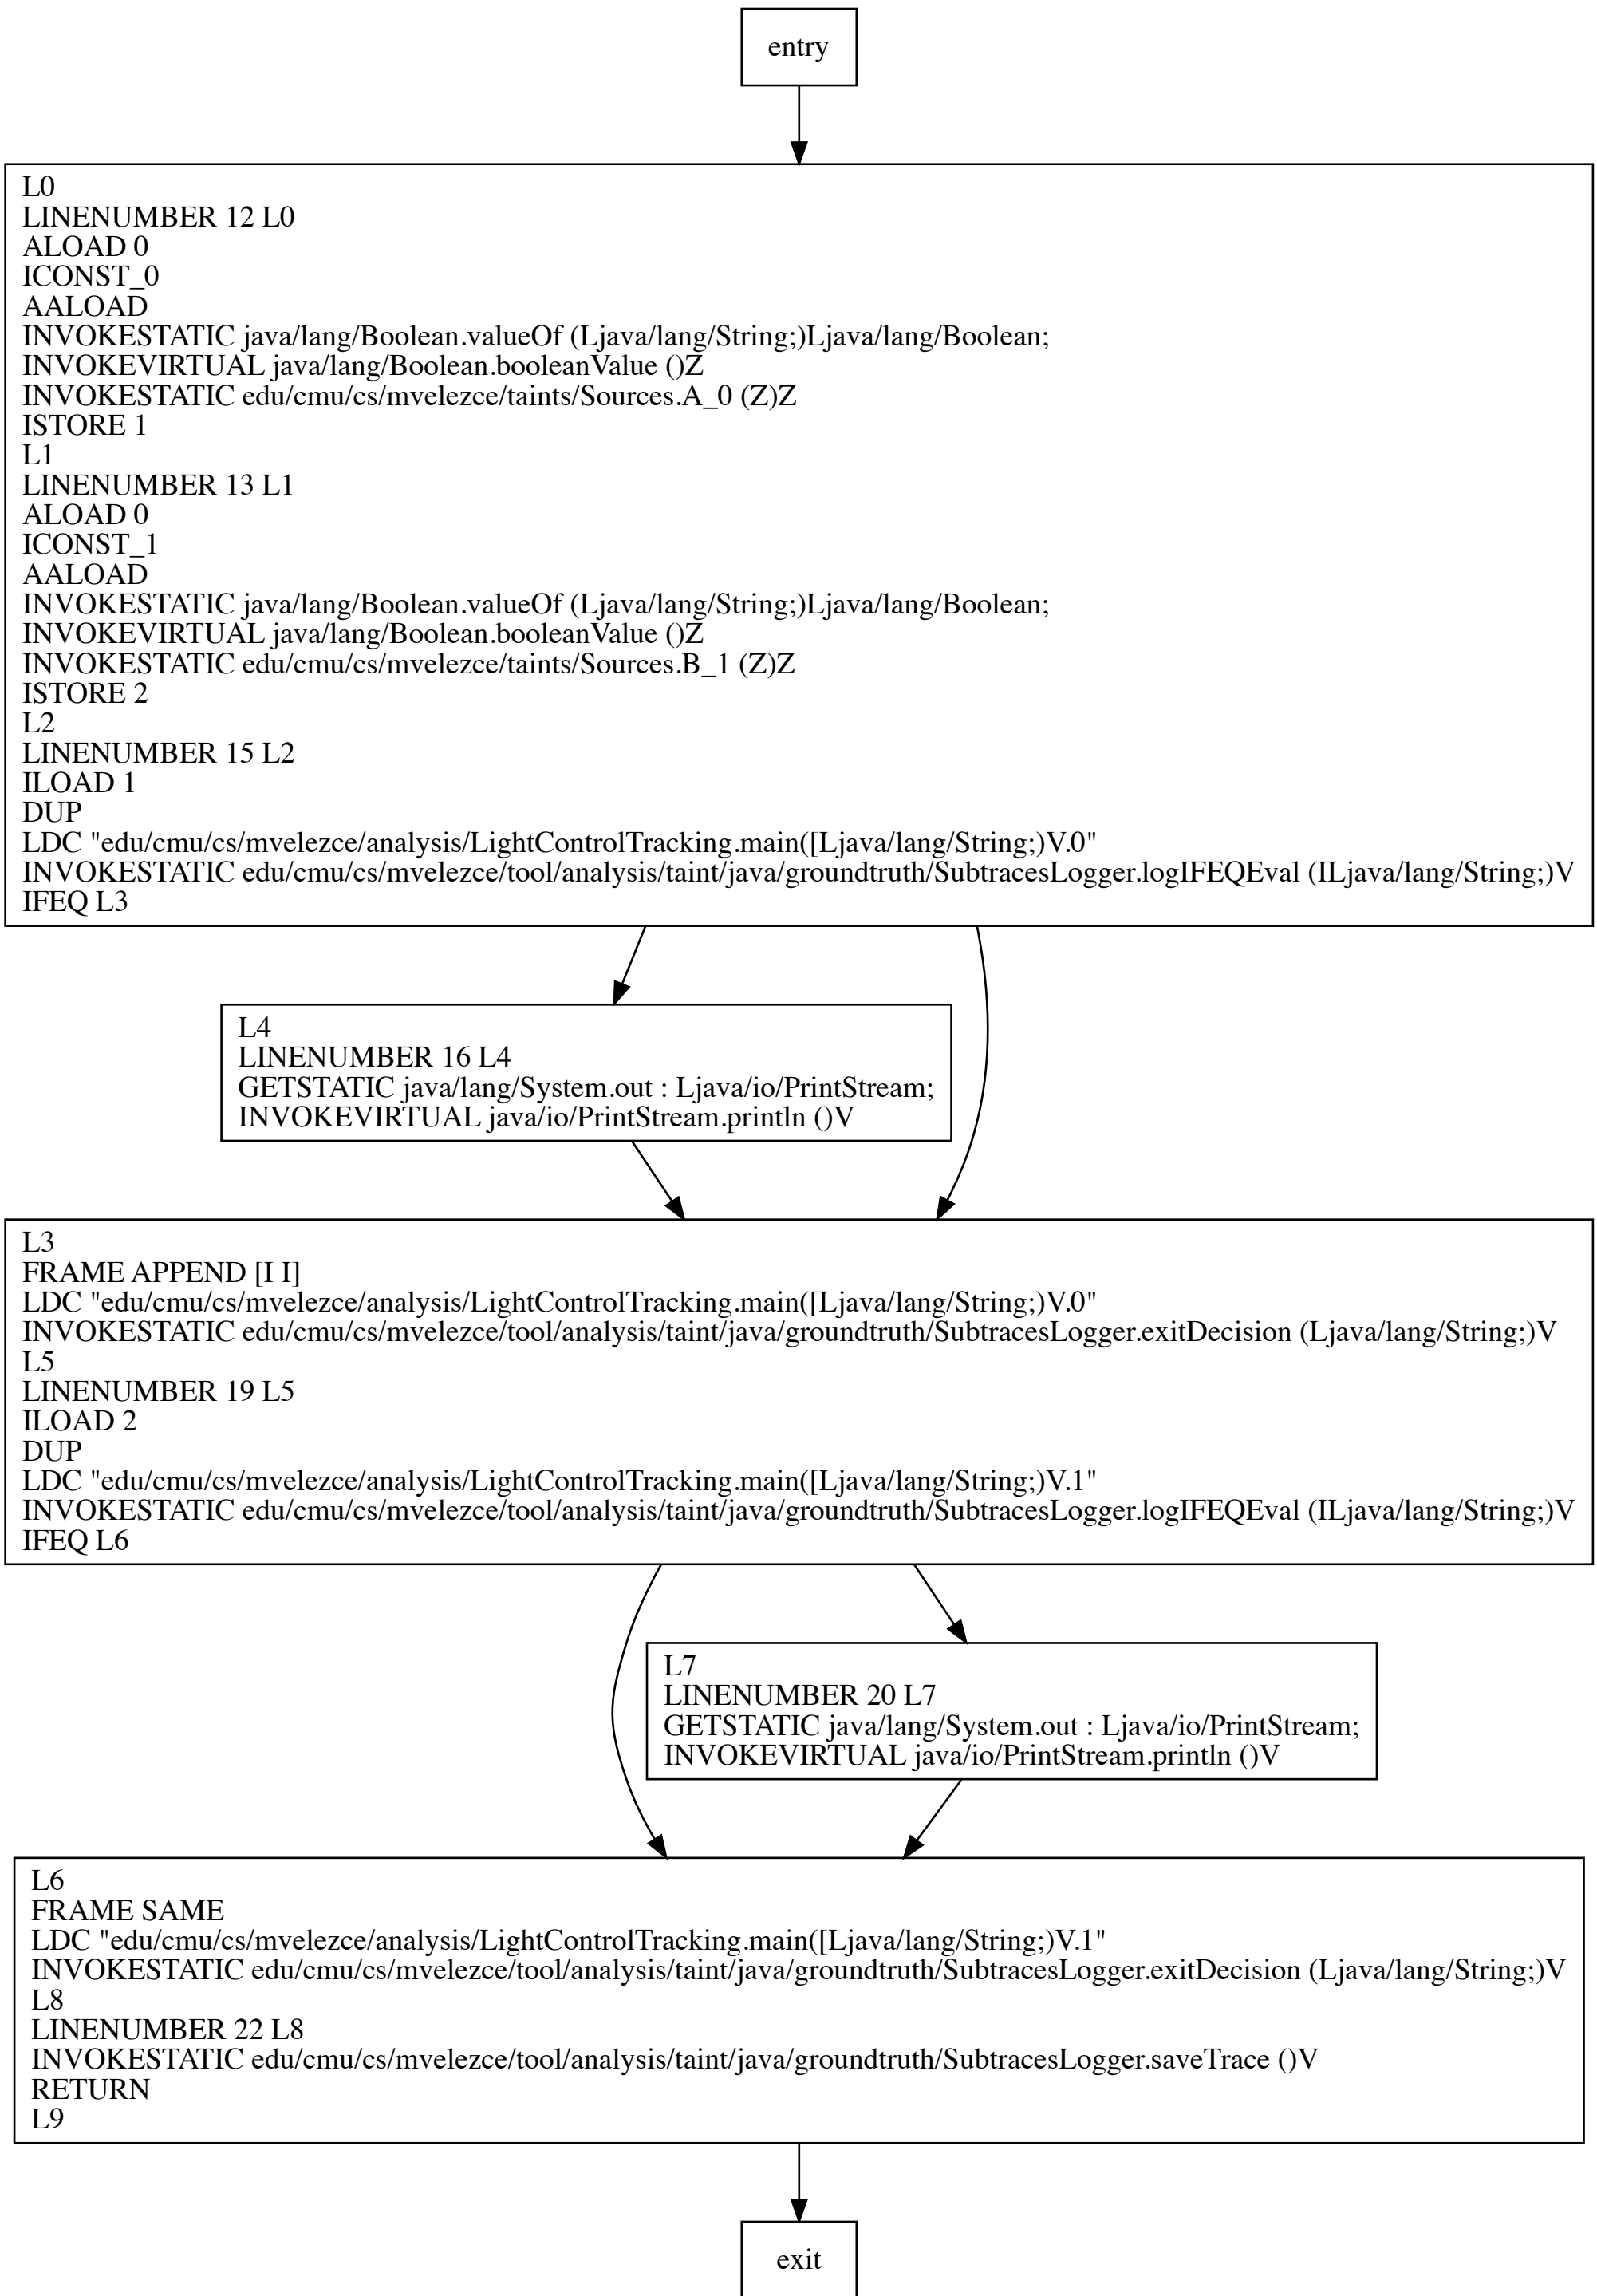 entry
L0
LINENUMBER 12 L0
ALOAD 0
ICONST_0
AALOAD
INVOKESTATIC java/lang/Boolean.valueOf (Ljava/lang/String;)Ljava/lang/Boolean;
INVOKEVIRTUAL java/lang/Boolean.booleanValue ()Z
INVOKESTATIC edu/cmu/cs/mvelezce/taints/Sources.A_0 (Z)Z
ISTORE 1
L1
LINENUMBER 13 L1
ALOAD 0
ICONST_1
AALOAD
INVOKESTATIC java/lang/Boolean.valueOf (Ljava/lang/String;)Ljava/lang/Boolean;
INVOKEVIRTUAL java/lang/Boolean.booleanValue ()Z
INVOKESTATIC edu/cmu/cs/mvelezce/taints/Sources.B_1 (Z)Z
ISTORE 2
L2
LINENUMBER 15 L2
ILOAD 1
DUP
LDC "edu/cmu/cs/mvelezce/analysis/LightControlTracking.main([Ljava/lang/String;)V.0"
INVOKESTATIC edu/cmu/cs/mvelezce/tool/analysis/taint/java/groundtruth/SubtracesLogger.logIFEQEval (ILjava/lang/String;)V
IFEQ L3
L4
LINENUMBER 16 L4
GETSTATIC java/lang/System.out : Ljava/io/PrintStream;
INVOKEVIRTUAL java/io/PrintStream.println ()V
L3
FRAME APPEND [I I]
LDC "edu/cmu/cs/mvelezce/analysis/LightControlTracking.main([Ljava/lang/String;)V.0"
INVOKESTATIC edu/cmu/cs/mvelezce/tool/analysis/taint/java/groundtruth/SubtracesLogger.exitDecision (Ljava/lang/String;)V
L5
LINENUMBER 19 L5
ILOAD 2
DUP
LDC "edu/cmu/cs/mvelezce/analysis/LightControlTracking.main([Ljava/lang/String;)V.1"
INVOKESTATIC edu/cmu/cs/mvelezce/tool/analysis/taint/java/groundtruth/SubtracesLogger.logIFEQEval (ILjava/lang/String;)V
IFEQ L6
L7
LINENUMBER 20 L7
GETSTATIC java/lang/System.out : Ljava/io/PrintStream;
INVOKEVIRTUAL java/io/PrintStream.println ()V
L6
FRAME SAME
LDC "edu/cmu/cs/mvelezce/analysis/LightControlTracking.main([Ljava/lang/String;)V.1"
INVOKESTATIC edu/cmu/cs/mvelezce/tool/analysis/taint/java/groundtruth/SubtracesLogger.exitDecision (Ljava/lang/String;)V
L8
LINENUMBER 22 L8
INVOKESTATIC edu/cmu/cs/mvelezce/tool/analysis/taint/java/groundtruth/SubtracesLogger.saveTrace ()V
RETURN
L9
exit